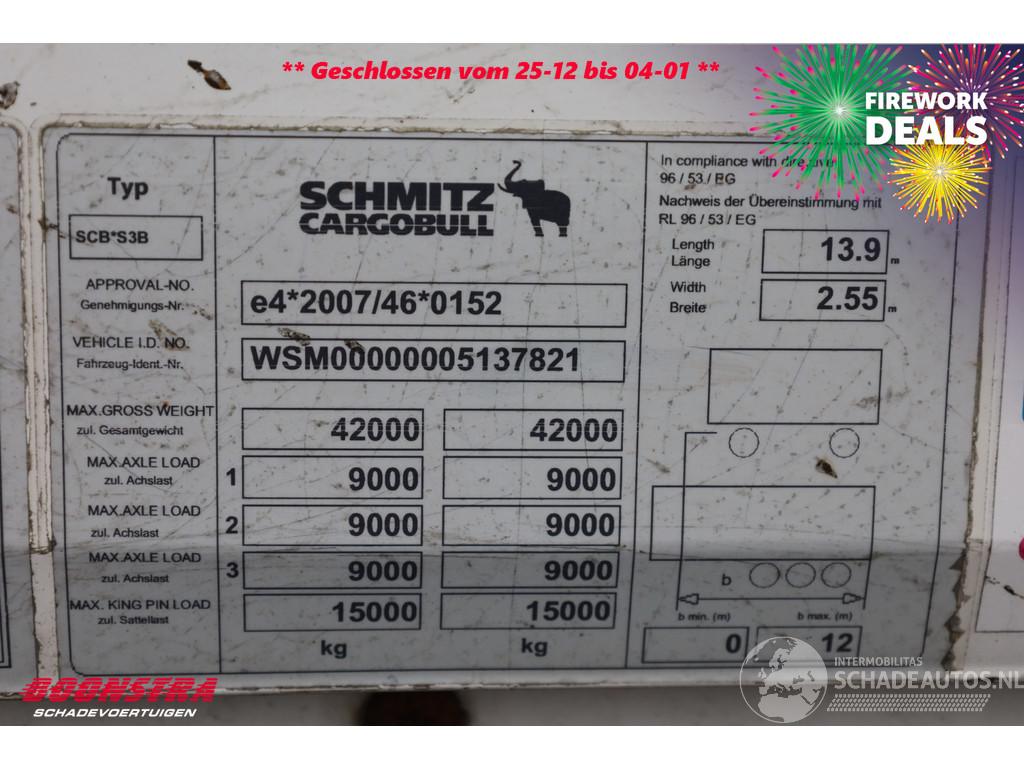 ** Geschlossen vom 25-12 bis 04-01 **
FIREWORK
DEALS
Typ
SCB*S3B
SCHMITZ
CARGOBULL
In compliance with directive
96 / 53 / EG
Nachweis der Übereinstimmung mit
RL 96 / 53 / EG
Length
Länge
13.9 m
Width
Breite
2.55 m
APPROVAL-NO.
Genehmigungs-Nr.
e4*2007/46*0152
VEHICLE I.D. NO.
Fahrzeug-Ident.-Nr.
WSM00000005137821
MAX.GROSS WEIGHT
zul. Gesamtgewicht
42000 42000
MAX.AXLE LOAD
zul. Achslast
1 9000 9000
MAX.AXLE LOAD
zul. Achslast
2 9000 9000
MAX.AXLE LOAD
zul. Achslast
3 9000 9000
MAX. KING PIN LOAD
zul. Sattellast
15000 15000
kg kg
b
b min. (m) b max. (m)
0 12
BOONSTRA
SCHADEVOERTUIGEN
INTERMOBILITAS
SCHADEAUTOS.NL